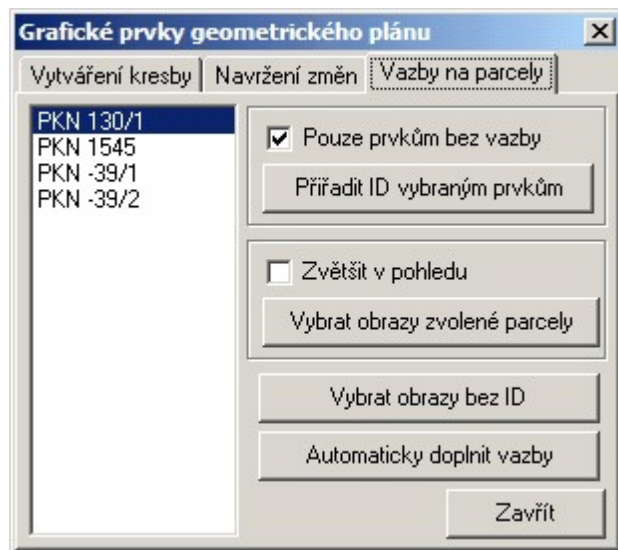 Grafické prvky geometrického plánu
Vytváření kresby
Navržení změn
Vazby na parcely
PKN 130/1
PKN 1545
PKN -39/1
PKN -39/2
Pouze prvkům bez vazby
Přiřadit ID vybraným prvkům
Zvětšit v pohledu
Vybrat obrazy zvolené parcely
Vybrat obrazy bez ID
Automaticky doplnit vazby
Zavřít